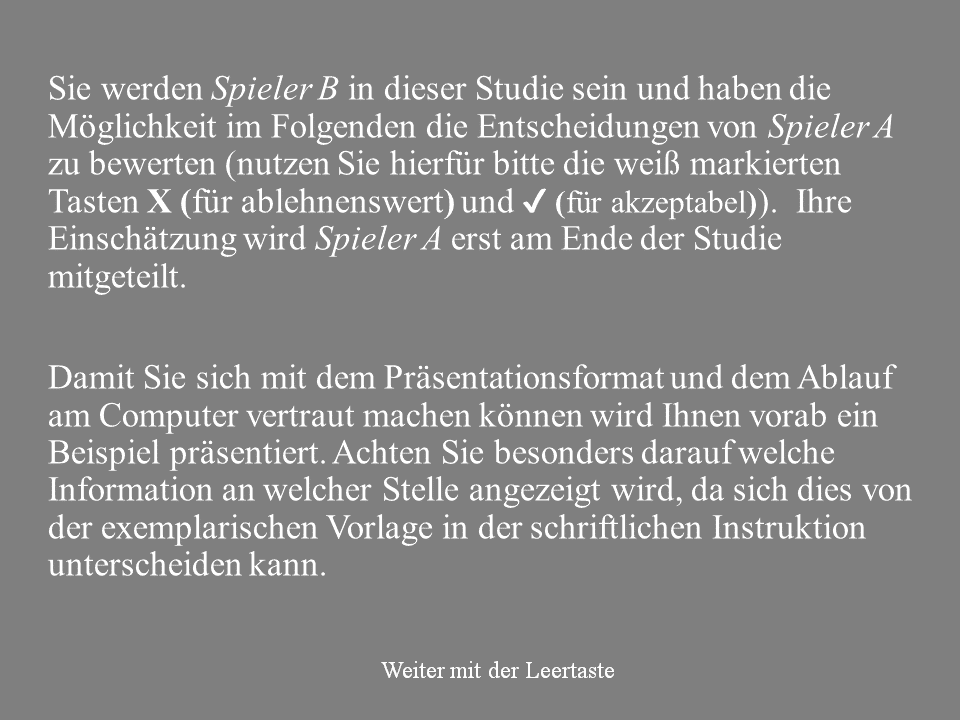 Sie werden Spieler B in dieser Studie sein und haben die
Möglichkeit im Folgenden die Entscheidungen von Spieler A
zu bewerten (nutzen Sie hierfür bitte die weiß markierten
Tasten X (für ablehnenswert) und ✔ (für akzeptabel)).  Ihre
Einschätzung wird Spieler A erst am Ende der Studie
mitgeteilt.
Damit Sie sich mit dem Präsentationsformat und dem Ablauf
am Computer vertraut machen können wird Ihnen vorab ein
Beispiel präsentiert. Achten Sie besonders darauf welche
Information an welcher Stelle angezeigt wird, da sich dies von
der exemplarischen Vorlage in der schriftlichen Instruktion
unterscheiden kann.
Weiter mit der Leertaste